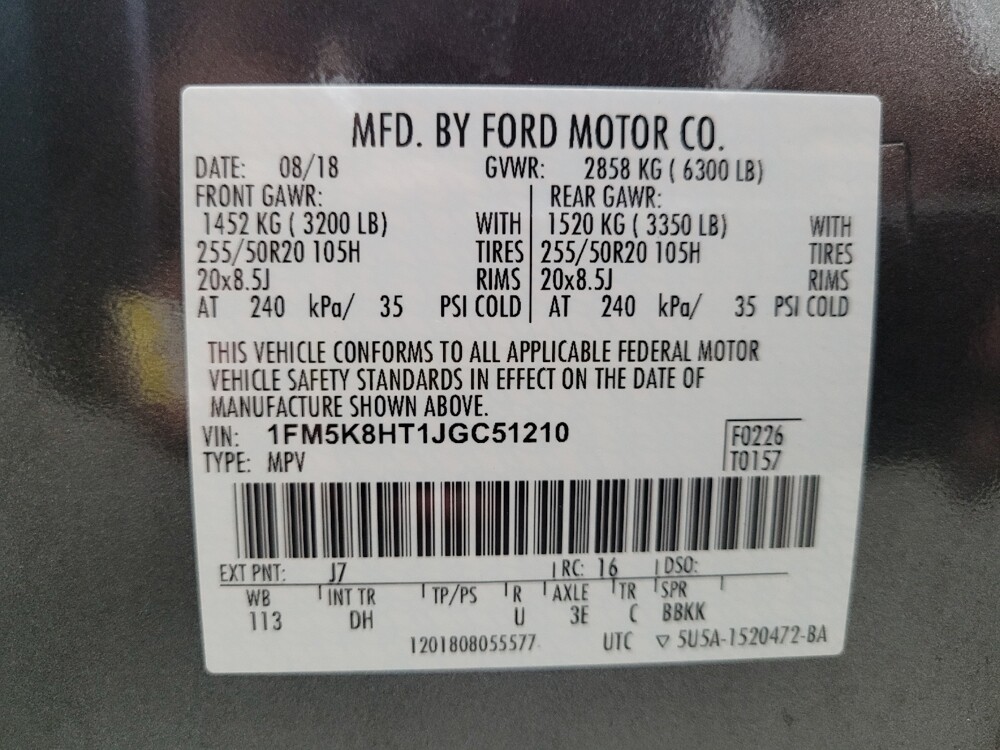 MFD. BY FORD MOTOR CO.
DATE: 08/18 GVWR: 2858 KG ( 6300 LB)
FRONT GAWR: REAR GAWR:
1452 KG ( 3200 LB) WITH 1520 KG ( 3350 LB) WITH
255/50R20 105H TIRES 255/50R20 105H TIRES
20x8.5J RIMS 20x8.5J RIMS
AT 240 kPa/ 35 PSI COLD AT 240 kPa/ 35 PSI COLD
THIS VEHICLE CONFORMS TO ALL APPLICABLE FEDERAL MOTOR
VEHICLE SAFETY STANDARDS IN EFFECT ON THE DATE OF
MANUFACTURE SHOWN ABOVE.
VIN: 1FM5K8HT1JGC51210 F0226
TYPE: MPV T0157
EXT PNT: J7 RC: 16 DSO:
WB INT TR TP/PS R AXLE TR SPR
113 DH U 3E C BBKK
1201808055577 UTC ▽ 5U5A-1520472-BA